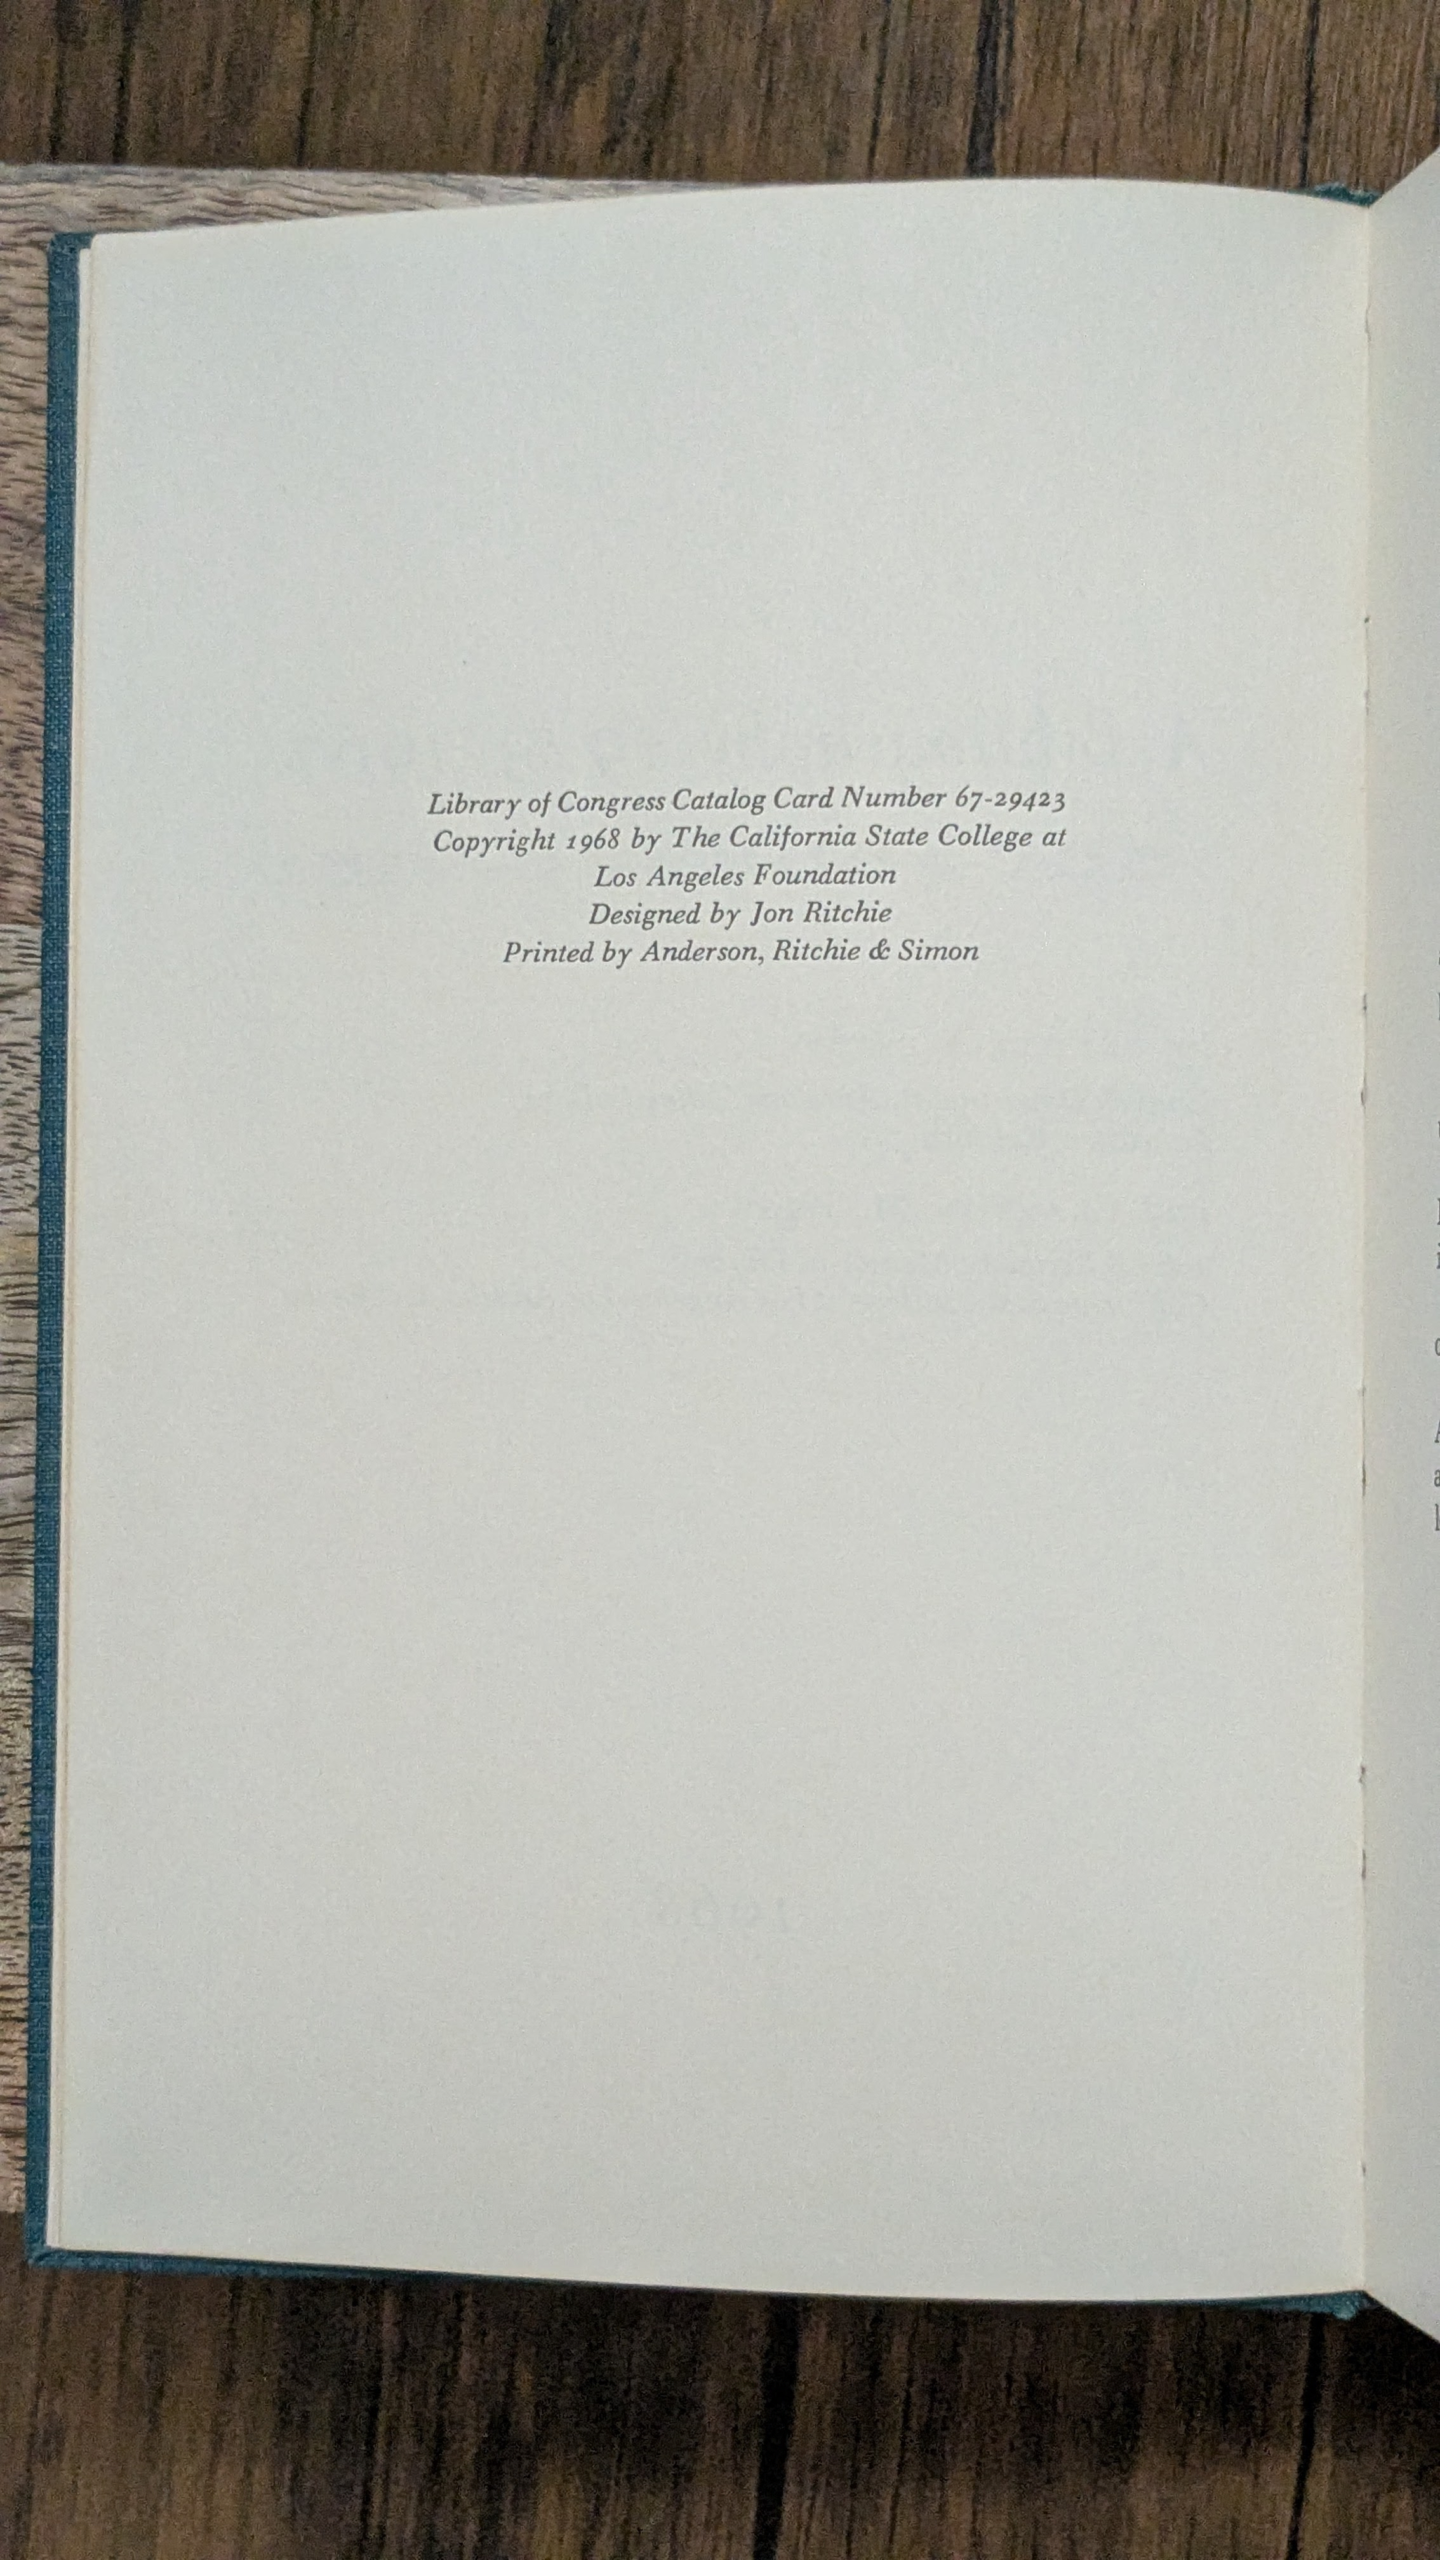 Library of Congress Catalog Card Number 67-29423
Copyright 1968 by The California State College at
Los Angeles Foundation
Designed by Jon Ritchie
Printed by Anderson, Ritchie & Simon